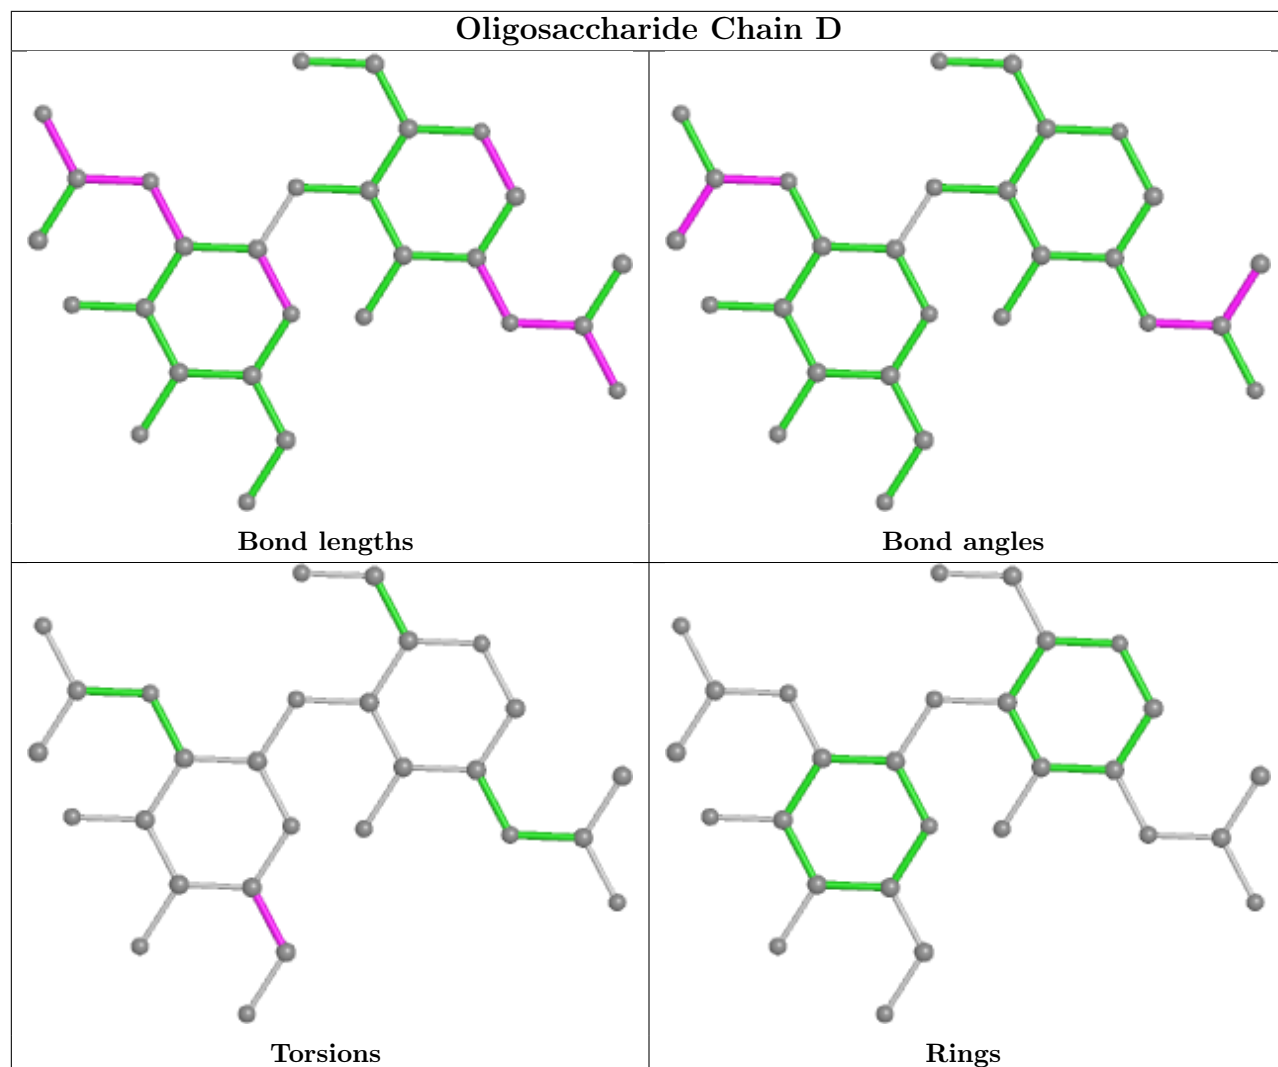 Oligosaccharide Chain D
Bond lengths
Bond angles
Torsions
Rings